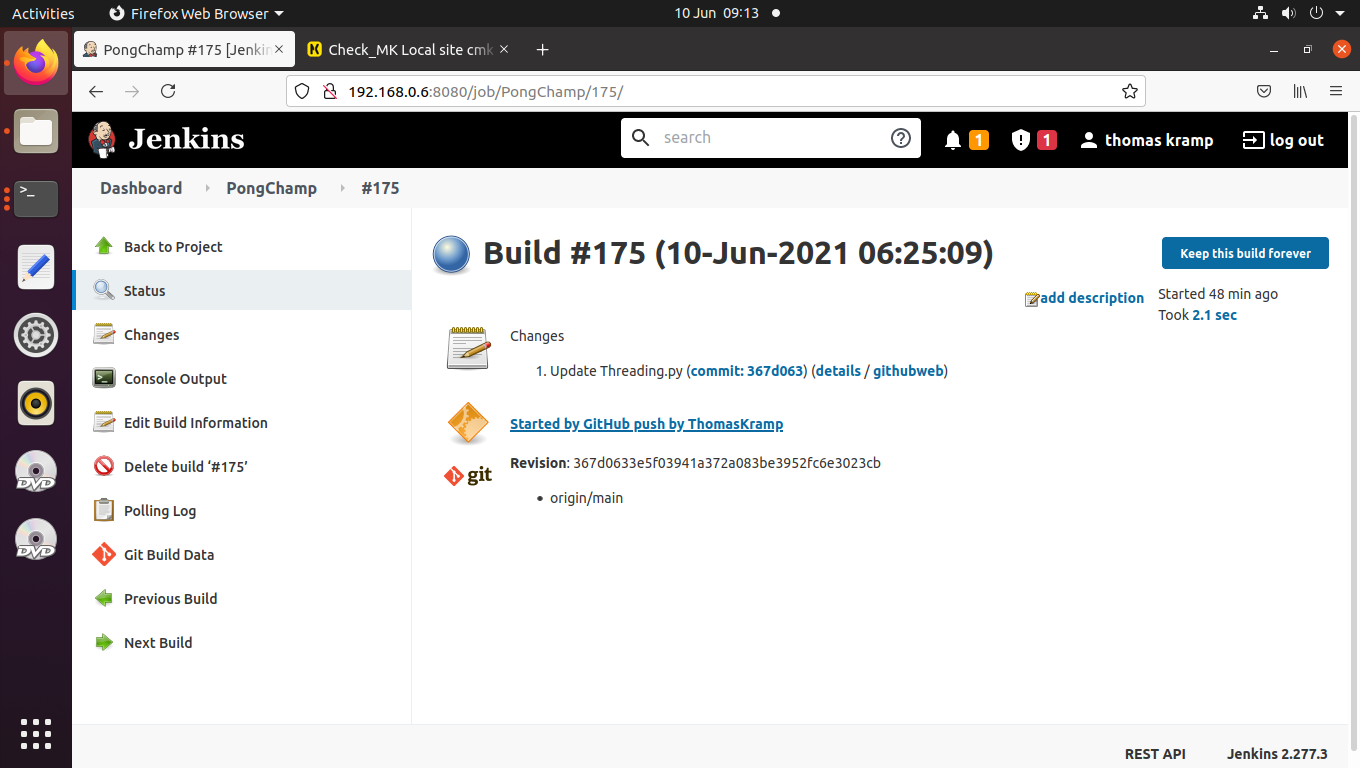 Activities Firefox Web Browser 10 Jun 09:13
PongChamp #175 [Jenkin
Check_MK Local site cmk
192.168.0.6:8080/job/PongChamp/175/
Jenkins search 1 1 thomas kramp log out
Dashboard PongChamp #175
Back to Project
Status
Changes
Console Output
Edit Build Information
Delete build ‘#175’
Polling Log
Git Build Data
Previous Build
Next Build
Build #175 (10-Jun-2021 06:25:09)
Keep this build forever
add description
Started 48 min ago
Took 2.1 sec
Changes
1. Update Threading.py (commit: 367d063) (details / githubweb)
Started by GitHub push by ThomasKramp
git
Revision: 367d0633e5f03941a372a083be3952fc6e3023cb
• origin/main
REST API Jenkins 2.277.3
>_
DVD
DVD